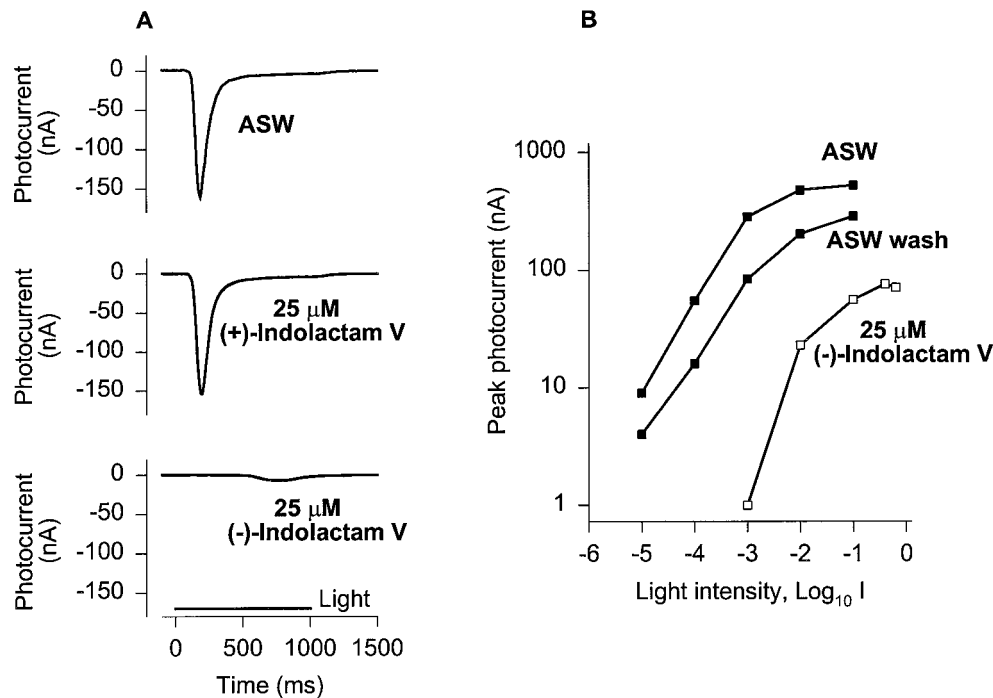 A
0
-50
-100
-150
Photocurrent
(nA)
ASW
0
-50
-100
-150
Photocurrent
(nA)
25 µM
(+)-Indolactam V
0
-50
-100
-150
Photocurrent
(nA)
25 µM
(-)-Indolactam V
Light
0 500 1000 1500
Time (ms)
B
1000
100
10
1
Peak photocurrent (nA)
ASW
ASW wash
25 µM
(-)-Indolactam V
-6 -5 -4 -3 -2 -1 0
Light intensity, Log₁₀ I